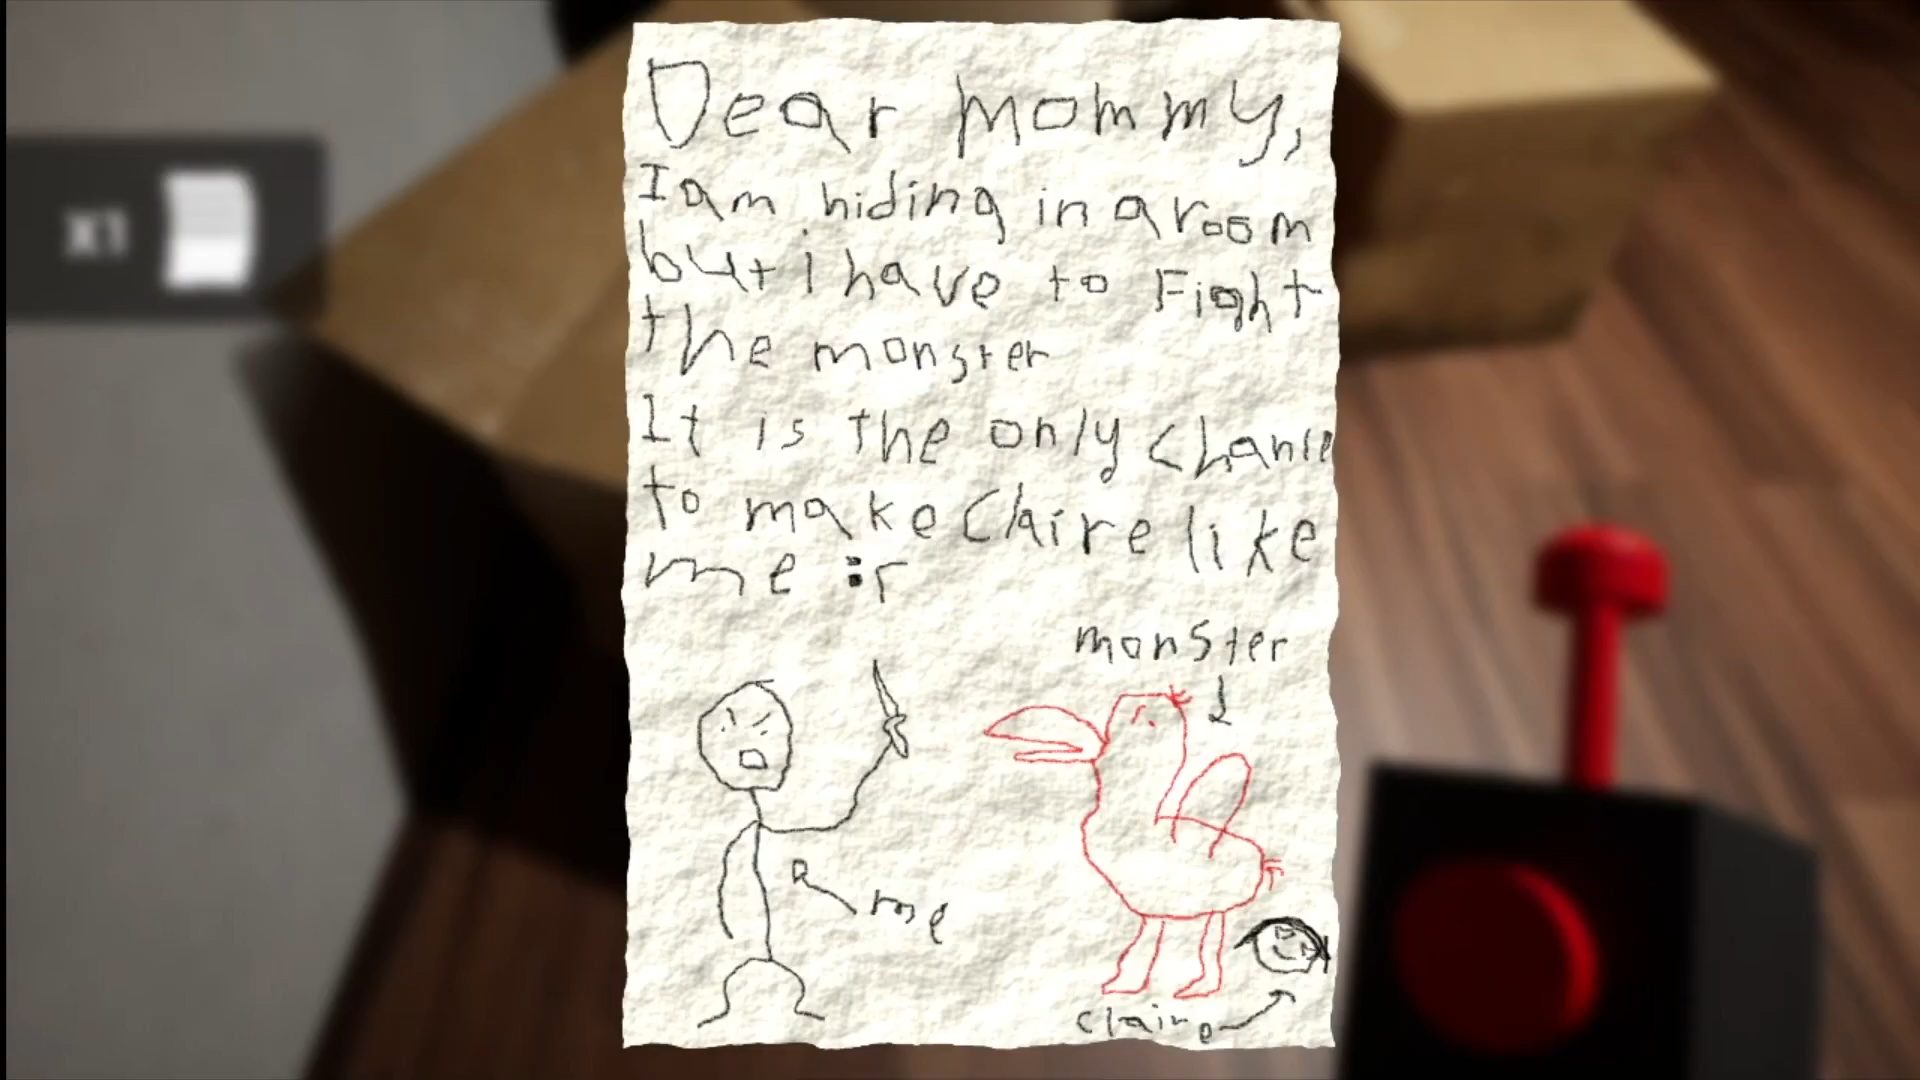 x1
Dear Mommy,
I am hiding in a room
but i have to Fight
the monster
It is the only chance
to make Claire like
me :r
monster
me
claire